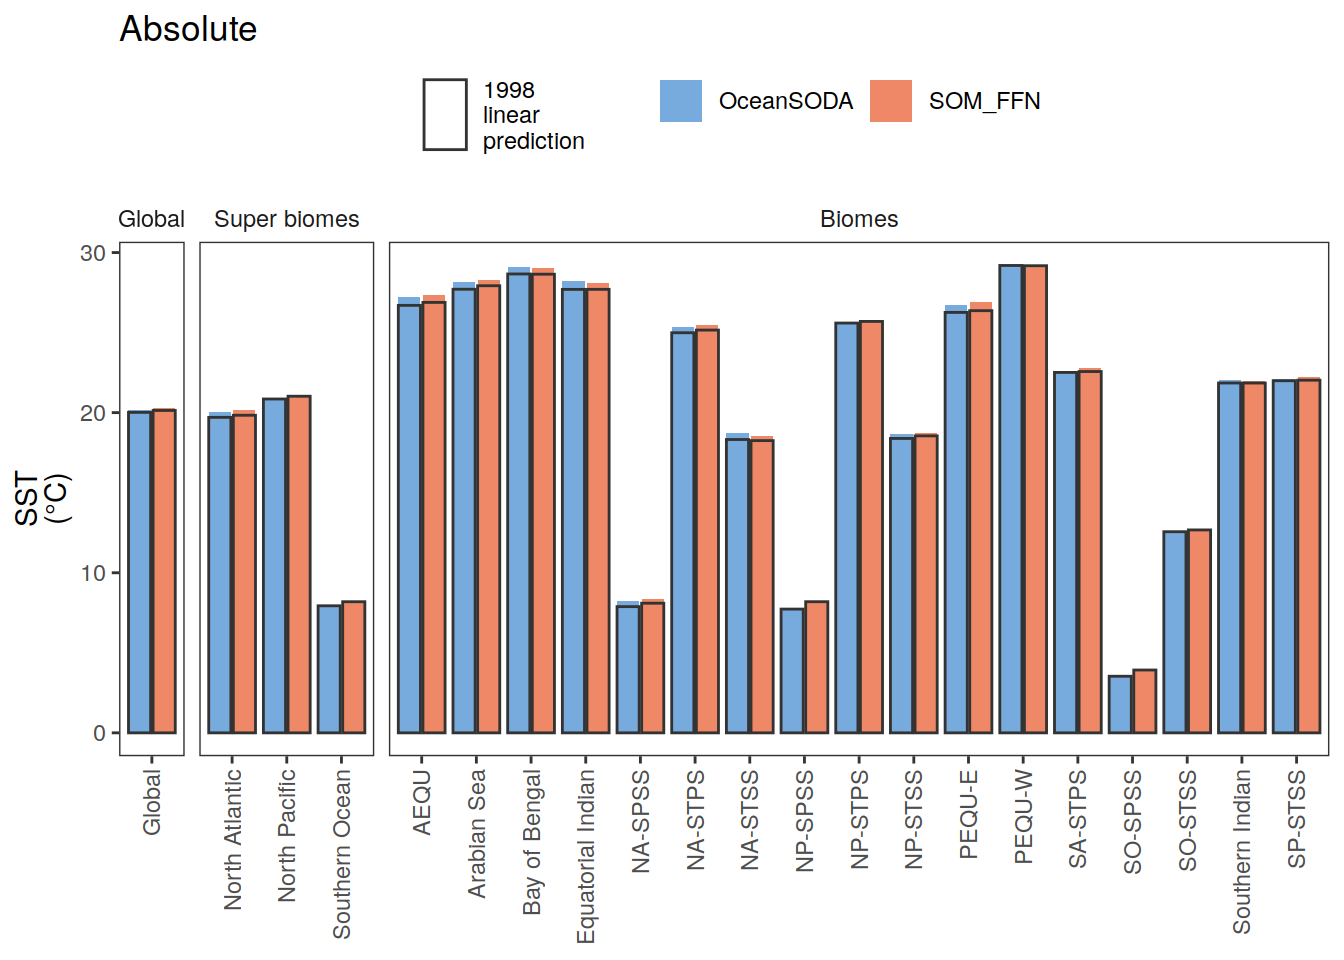 Absolute
1998
linear
prediction
OceanSODA
SOM_FFN
Global
Super biomes
Biomes
SST
(°C)
30
20
10
0
Global
North Atlantic
North Pacific
Southern Ocean
AEQU
Arabian Sea
Bay of Bengal
Equatorial Indian
NA-SPSS
NA-STPS
NA-STSS
NP-SPSS
NP-STPS
NP-STSS
PEQU-E
PEQU-W
SA-STPS
SO-SPSS
SO-STSS
Southern Indian
SP-STSS